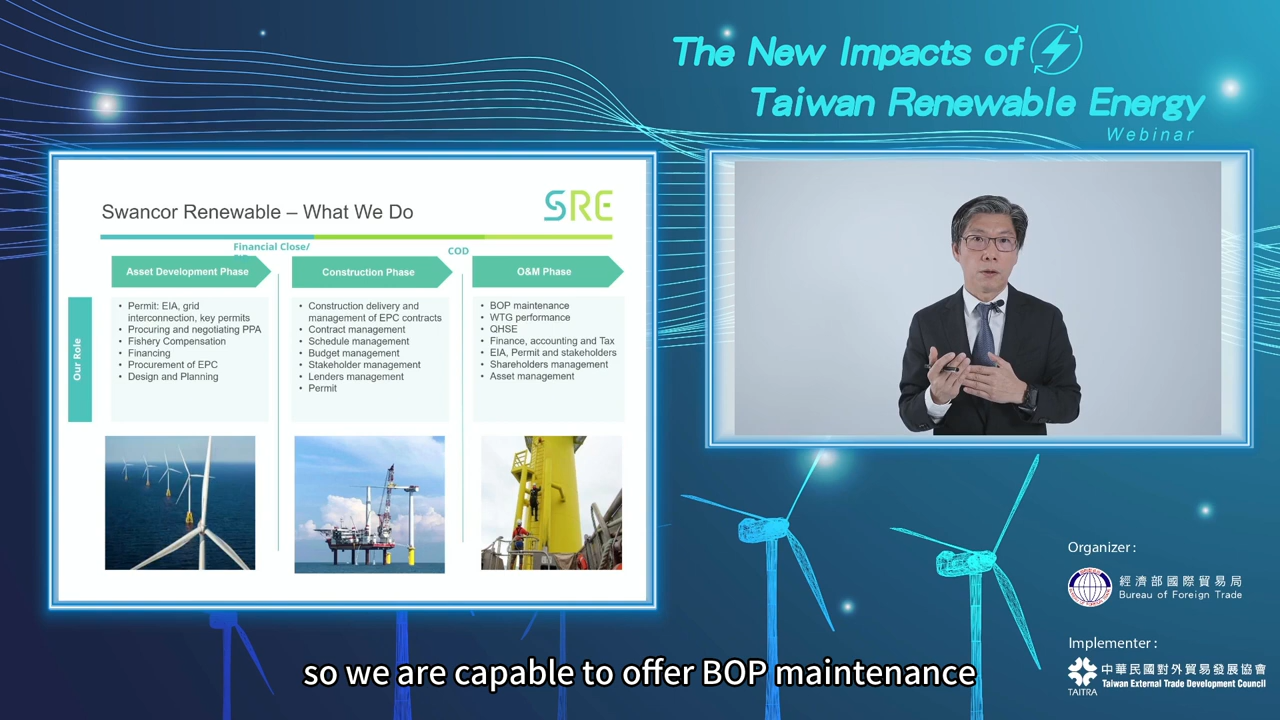 The New Impacts of
Taiwan Renewable Energy
Webinar
Swancor Renewable – What We Do
SRE
Financial Close/
COD
Asset Development Phase
Construction Phase
O&M Phase
Our Role
• Permit: EIA, grid
interconnection, key permits
• Procuring and negotiating PPA
• Fishery Compensation
• Financing
• Procurement of EPC
• Design and Planning
• Construction delivery and
management of EPC contracts
• Contract management
• Schedule management
• Budget management
• Stakeholder management
• Lenders management
• Permit
• BOP maintenance
• WTG performance
• QHSE
• Finance, accounting and Tax
• EIA, Permit and stakeholders
• Shareholders management
• Asset management
Organizer :
經濟部國際貿易局
Bureau of Foreign Trade
Implementer :
中華民國對外貿易發展協會
Taiwan External Trade Development Council
TAITRA
so we are capable to offer BOP maintenance